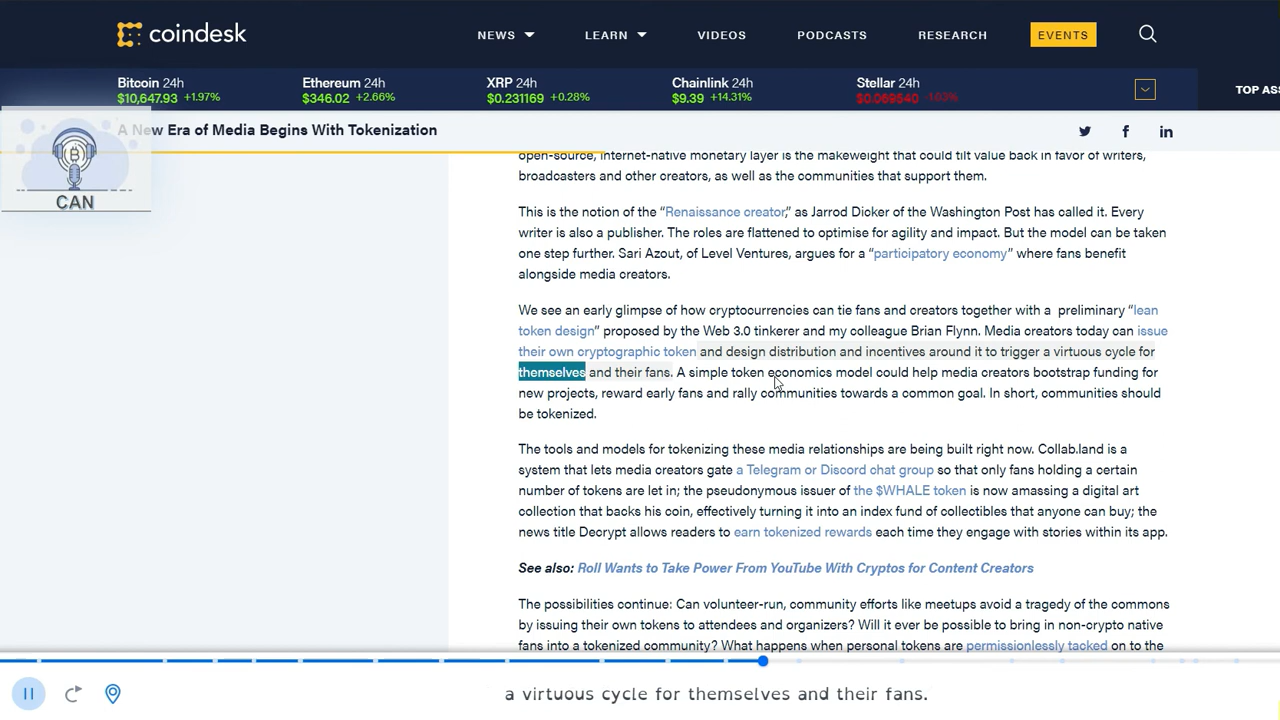 coindesk
NEWS
LEARN
VIDEOS
PODCASTS
RESEARCH
EVENTS
Bitcoin 24h
$10,647.93 +1.97%
Ethereum 24h
$346.02 +2.66%
XRP 24h
$0.231169 +0.28%
Chainlink 24h
$9.39 +14.31%
Stellar 24h
$0.069540 -1.03%
TOP ASS
A New Era of Media Begins With Tokenization
CAN
open-source, internet-native monetary layer is the makeweight that could tilt value back in favor of writers,
broadcasters and other creators, as well as the communities that support them.
This is the notion of the “Renaissance creator,” as Jarrod Dicker of the Washington Post has called it. Every
writer is also a publisher. The roles are flattened to optimise for agility and impact. But the model can be taken
one step further. Sari Azout, of Level Ventures, argues for a “participatory economy” where fans benefit
alongside media creators.
We see an early glimpse of how cryptocurrencies can tie fans and creators together with a preliminary “lean
token design” proposed by the Web 3.0 tinkerer and my colleague Brian Flynn. Media creators today can issue
their own cryptographic token and design distribution and incentives around it to trigger a virtuous cycle for
themselves and their fans. A simple token economics model could help media creators bootstrap funding for
new projects, reward early fans and rally communities towards a common goal. In short, communities should
be tokenized.
The tools and models for tokenizing these media relationships are being built right now. Collab.land is a
system that lets media creators gate a Telegram or Discord chat group so that only fans holding a certain
number of tokens are let in; the pseudonymous issuer of the $WHALE token is now amassing a digital art
collection that backs his coin, effectively turning it into an index fund of collectibles that anyone can buy; the
news title Decrypt allows readers to earn tokenized rewards each time they engage with stories within its app.
See also: Roll Wants to Take Power From YouTube With Cryptos for Content Creators
The possibilities continue: Can volunteer-run, community efforts like meetups avoid a tragedy of the commons
by issuing their own tokens to attendees and organizers? Will it ever be possible to bring in non-crypto native
fans into a tokenized community? What happens when personal tokens are permissionlessly tacked on to the
a virtuous cycle for themselves and their fans.